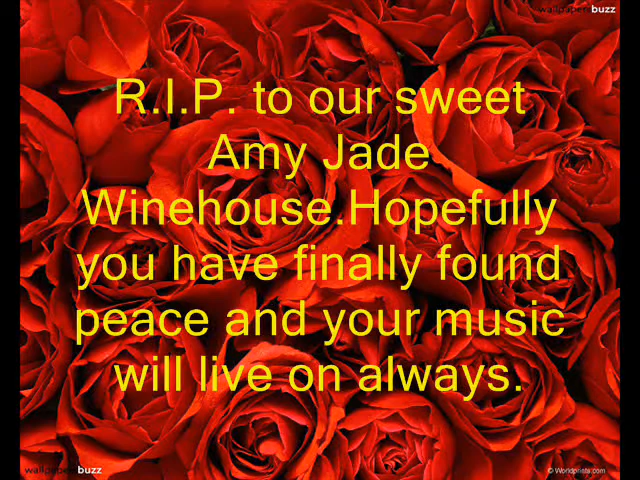 wallpaper buzz
R.I.P. to our sweet
Amy Jade
Winehouse.Hopefully
you have finally found
peace and your music
will live on always.
wallpaper buzz
© Worldprints.com